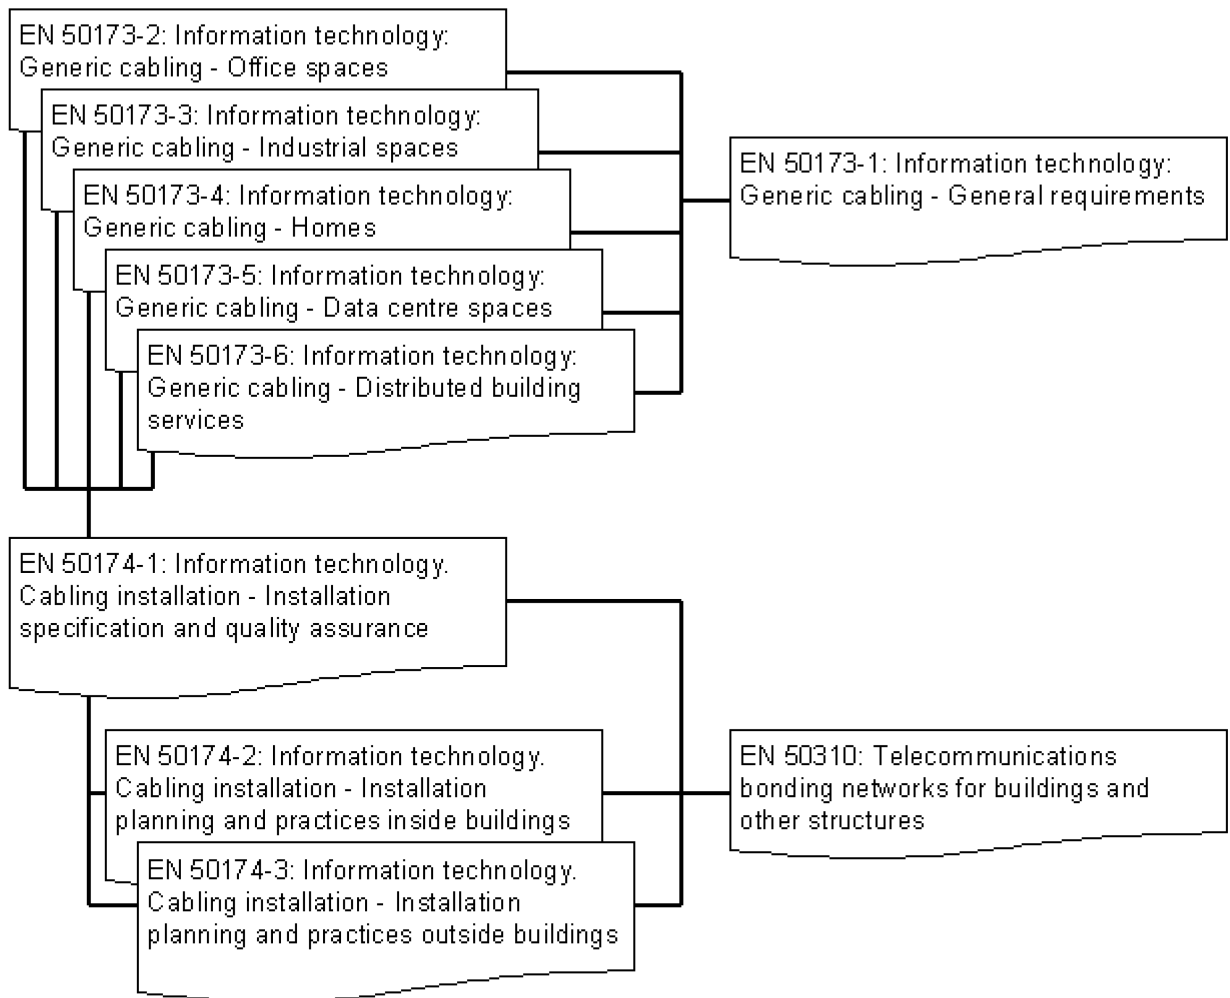 EN 50173-2: Information technology:
Generic cabling - Office spaces
EN 50173-3: Information technology:
Generic cabling - Industrial spaces
EN 50173-4: Information technology:
Generic cabling - Homes
EN 50173-5: Information technology:
Generic cabling - Data centre spaces
EN 50173-6: Information technology:
Generic cabling - Distributed building
services
EN 50173-1: Information technology:
Generic cabling - General requirements
EN 50174-1: Information technology.
Cabling installation - Installation
specification and quality assurance
EN 50174-2: Information technology.
Cabling installation - Installation
planning and practices inside buildings
EN 50174-3: Information technology.
Cabling installation - Installation
planning and practices outside buildings
EN 50310: Telecommunications
bonding networks for buildings and
other structures